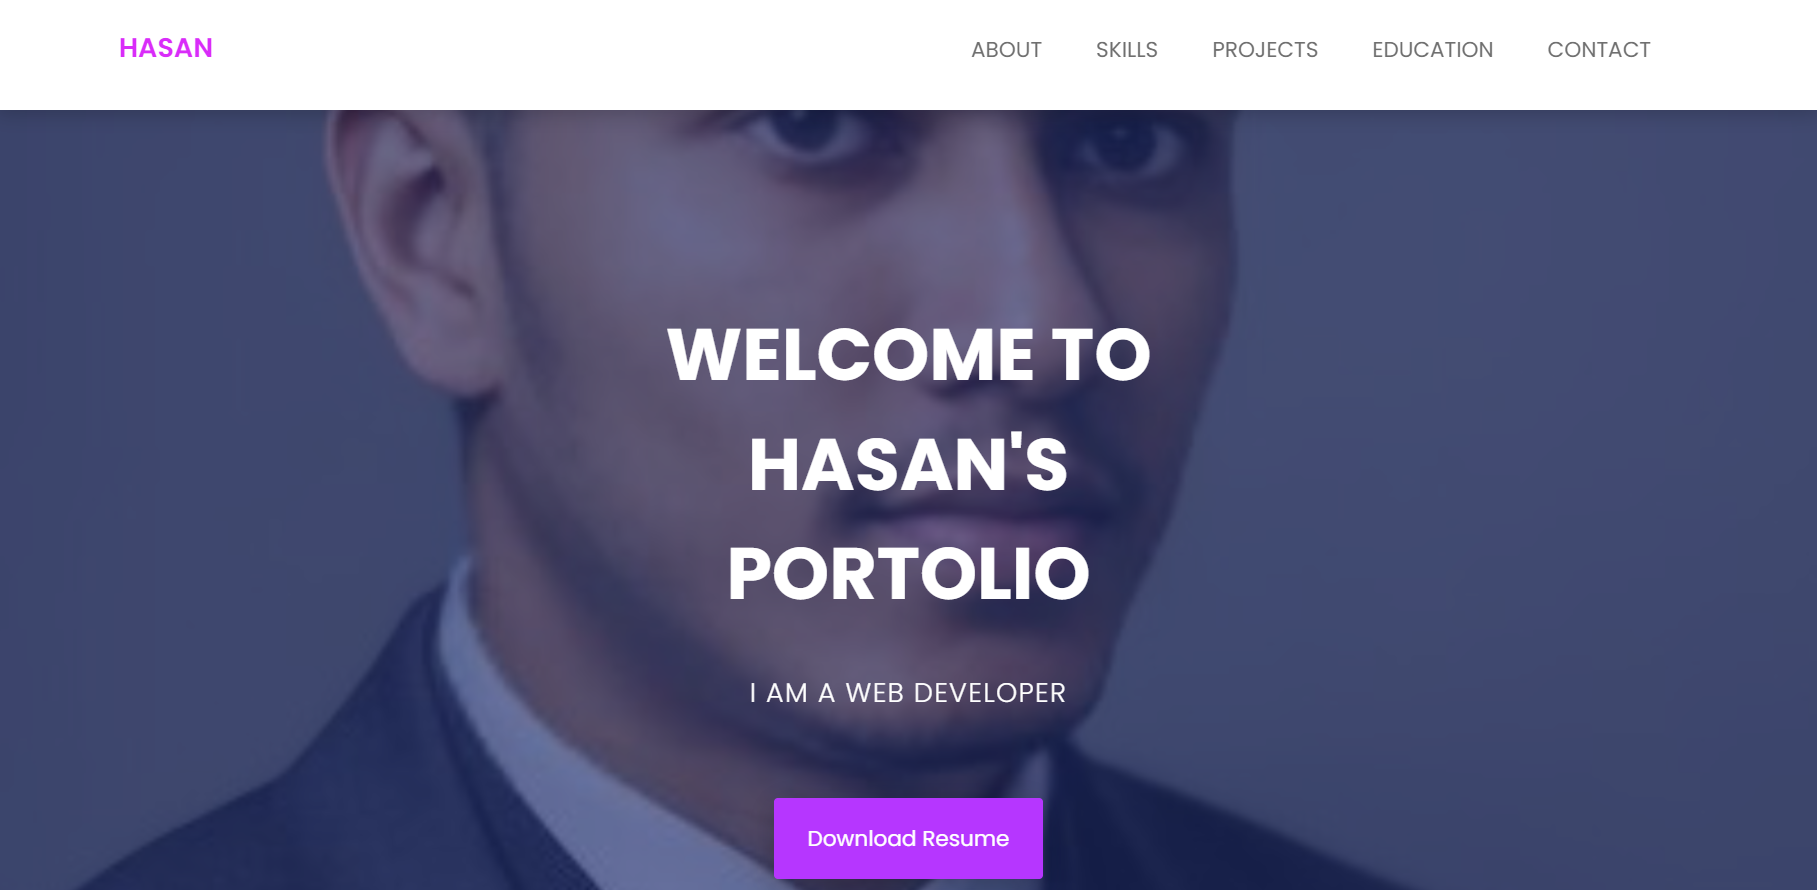 HASAN
ABOUT SKILLS PROJECTS EDUCATION CONTACT
WELCOME TO
HASAN'S
PORTOLIO
I AM A WEB DEVELOPER
Download Resume